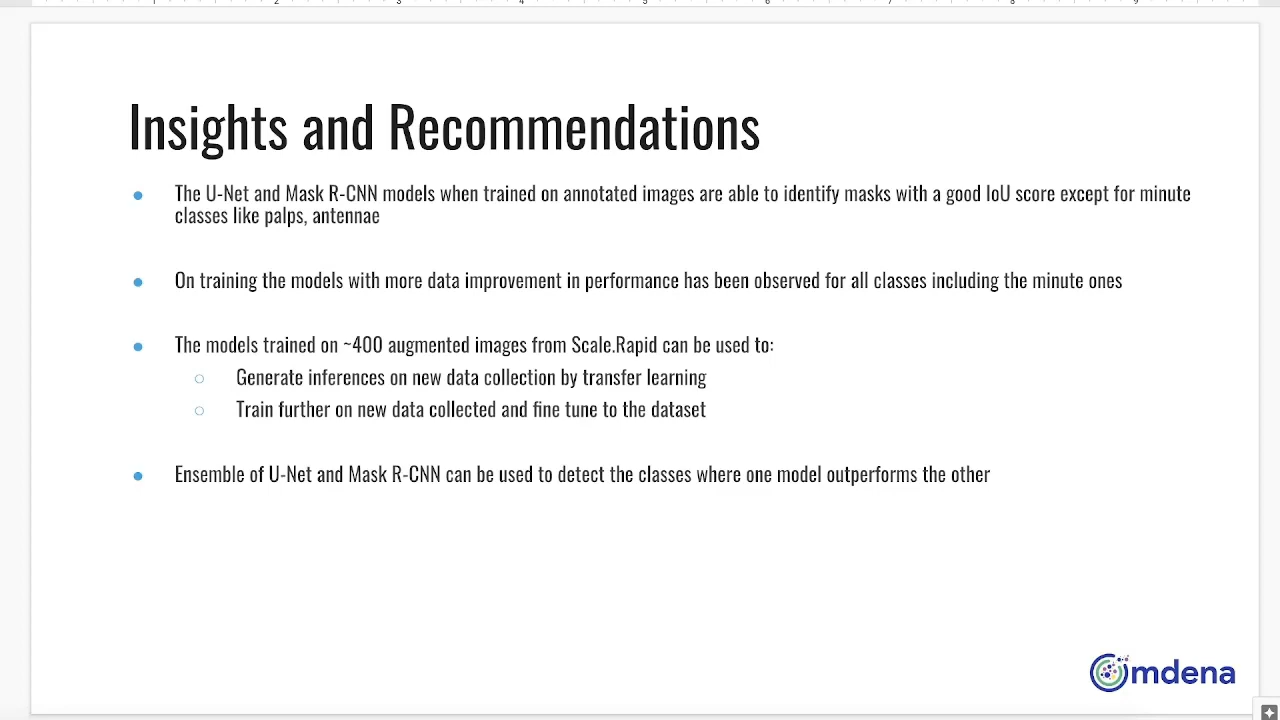 Insights and Recommendations
The U-Net and Mask R-CNN models when trained on annotated images are able to identify masks with a good IoU score except for minute
classes like palps, antennae
On training the models with more data improvement in performance has been observed for all classes including the minute ones
The models trained on ~400 augmented images from Scale.Rapid can be used to:
Generate inferences on new data collection by transfer learning
Train further on new data collected and fine tune to the dataset
Ensemble of U-Net and Mask R-CNN can be used to detect the classes where one model outperforms the other
Omdena